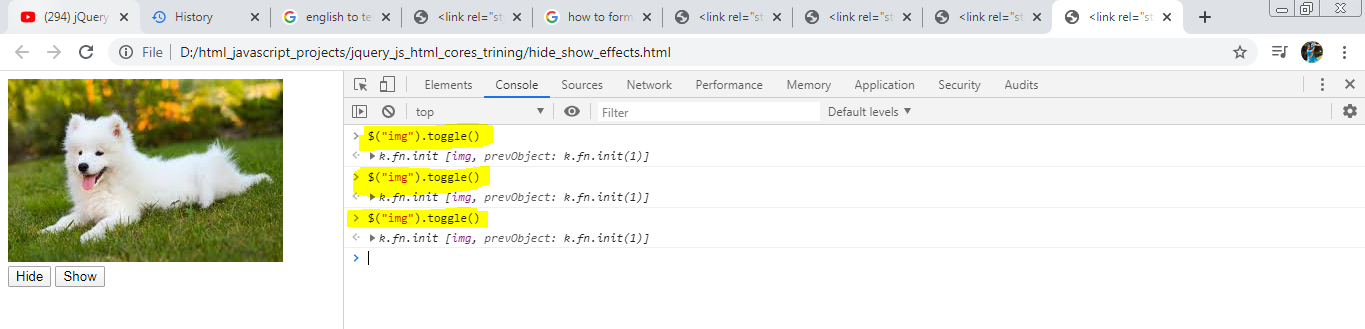 (294) jQuery
History
english to te
<link rel="st
how to form
<link rel="st
<link rel="st
<link rel="st
<link rel="st
File D:/html_javascript_projects/jquery_js_html_cores_trining/hide_show_effects.html
Elements Console Sources Network Performance Memory Application Security Audits
top Filter Default levels ▼
> $("img").toggle()
k.fn.init [img, prevObject: k.fn.init(1)]
> $("img").toggle()
k.fn.init [img, prevObject: k.fn.init(1)]
> $("img").toggle()
k.fn.init [img, prevObject: k.fn.init(1)]
>
Hide Show